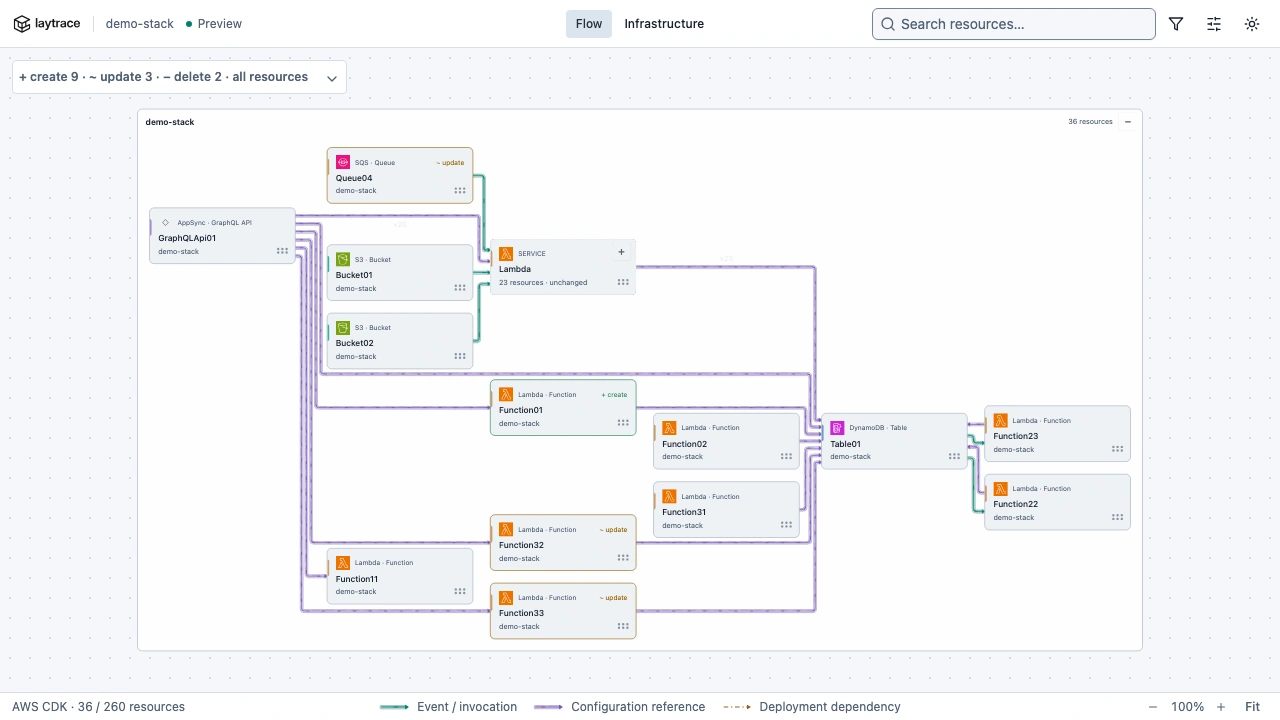 laytrace
demo-stack
Preview
Flow
Infrastructure
Search resources...
+ create 9 · ~ update 3 · − delete 2 · all resources
demo-stack
36 resources
SQS · Queue
~ update
Queue04
demo-stack
AppSync · GraphQL API
GraphQLApi01
demo-stack
S3 · Bucket
Bucket01
demo-stack
SERVICE
Lambda
23 resources · unchanged
S3 · Bucket
Bucket02
demo-stack
Lambda · Function
+ create
Function01
demo-stack
Lambda · Function
Function02
demo-stack
DynamoDB · Table
Table01
demo-stack
Lambda · Function
Function23
demo-stack
Lambda · Function
Function31
demo-stack
Lambda · Function
Function22
demo-stack
Lambda · Function
~ update
Function32
demo-stack
Lambda · Function
Function11
demo-stack
Lambda · Function
~ update
Function33
demo-stack
AWS CDK · 36 / 260 resources
Event / invocation
Configuration reference
Deployment dependency
− 100% +
Fit